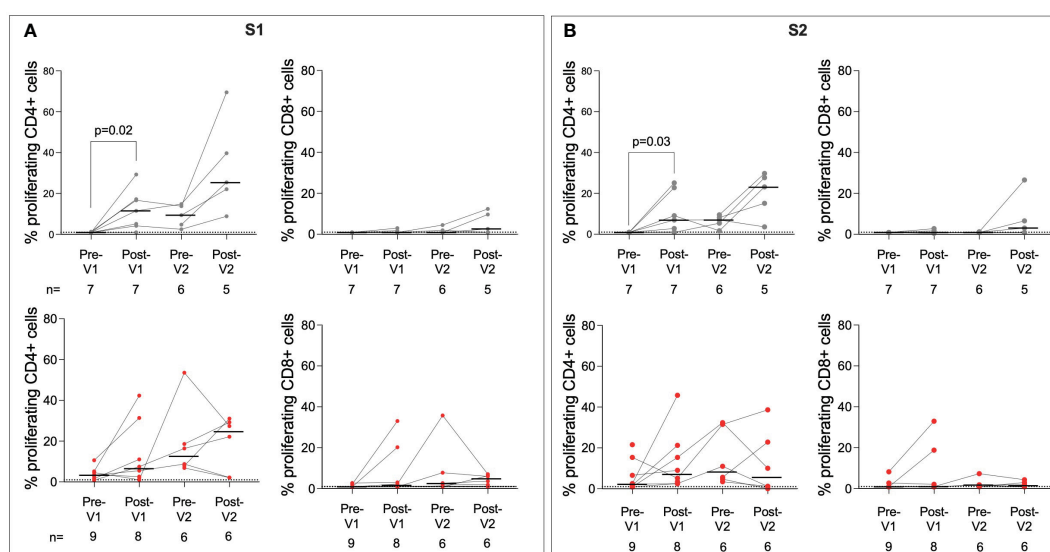 A S1
% proliferating CD4+ cells
80
60
40
20
0
p=0.02
Pre-V1 Post-V1 Pre-V2 Post-V2
n= 7 7 6 5
% proliferating CD8+ cells
80
60
40
20
0
Pre-V1 Post-V1 Pre-V2 Post-V2
7 7 6 5
% proliferating CD4+ cells
80
60
40
20
0
Pre-V1 Post-V1 Pre-V2 Post-V2
n= 9 8 6 6
% proliferating CD8+ cells
80
60
40
20
0
Pre-V1 Post-V1 Pre-V2 Post-V2
9 8 6 6
B S2
% proliferating CD4+ cells
80
60
40
20
0
p=0.03
Pre-V1 Post-V1 Pre-V2 Post-V2
7 7 6 5
% proliferating CD8+ cells
80
60
40
20
0
Pre-V1 Post-V1 Pre-V2 Post-V2
7 7 6 5
% proliferating CD4+ cells
80
60
40
20
0
Pre-V1 Post-V1 Pre-V2 Post-V2
9 8 6 6
% proliferating CD8+ cells
80
60
40
20
0
Pre-V1 Post-V1 Pre-V2 Post-V2
9 8 6 6